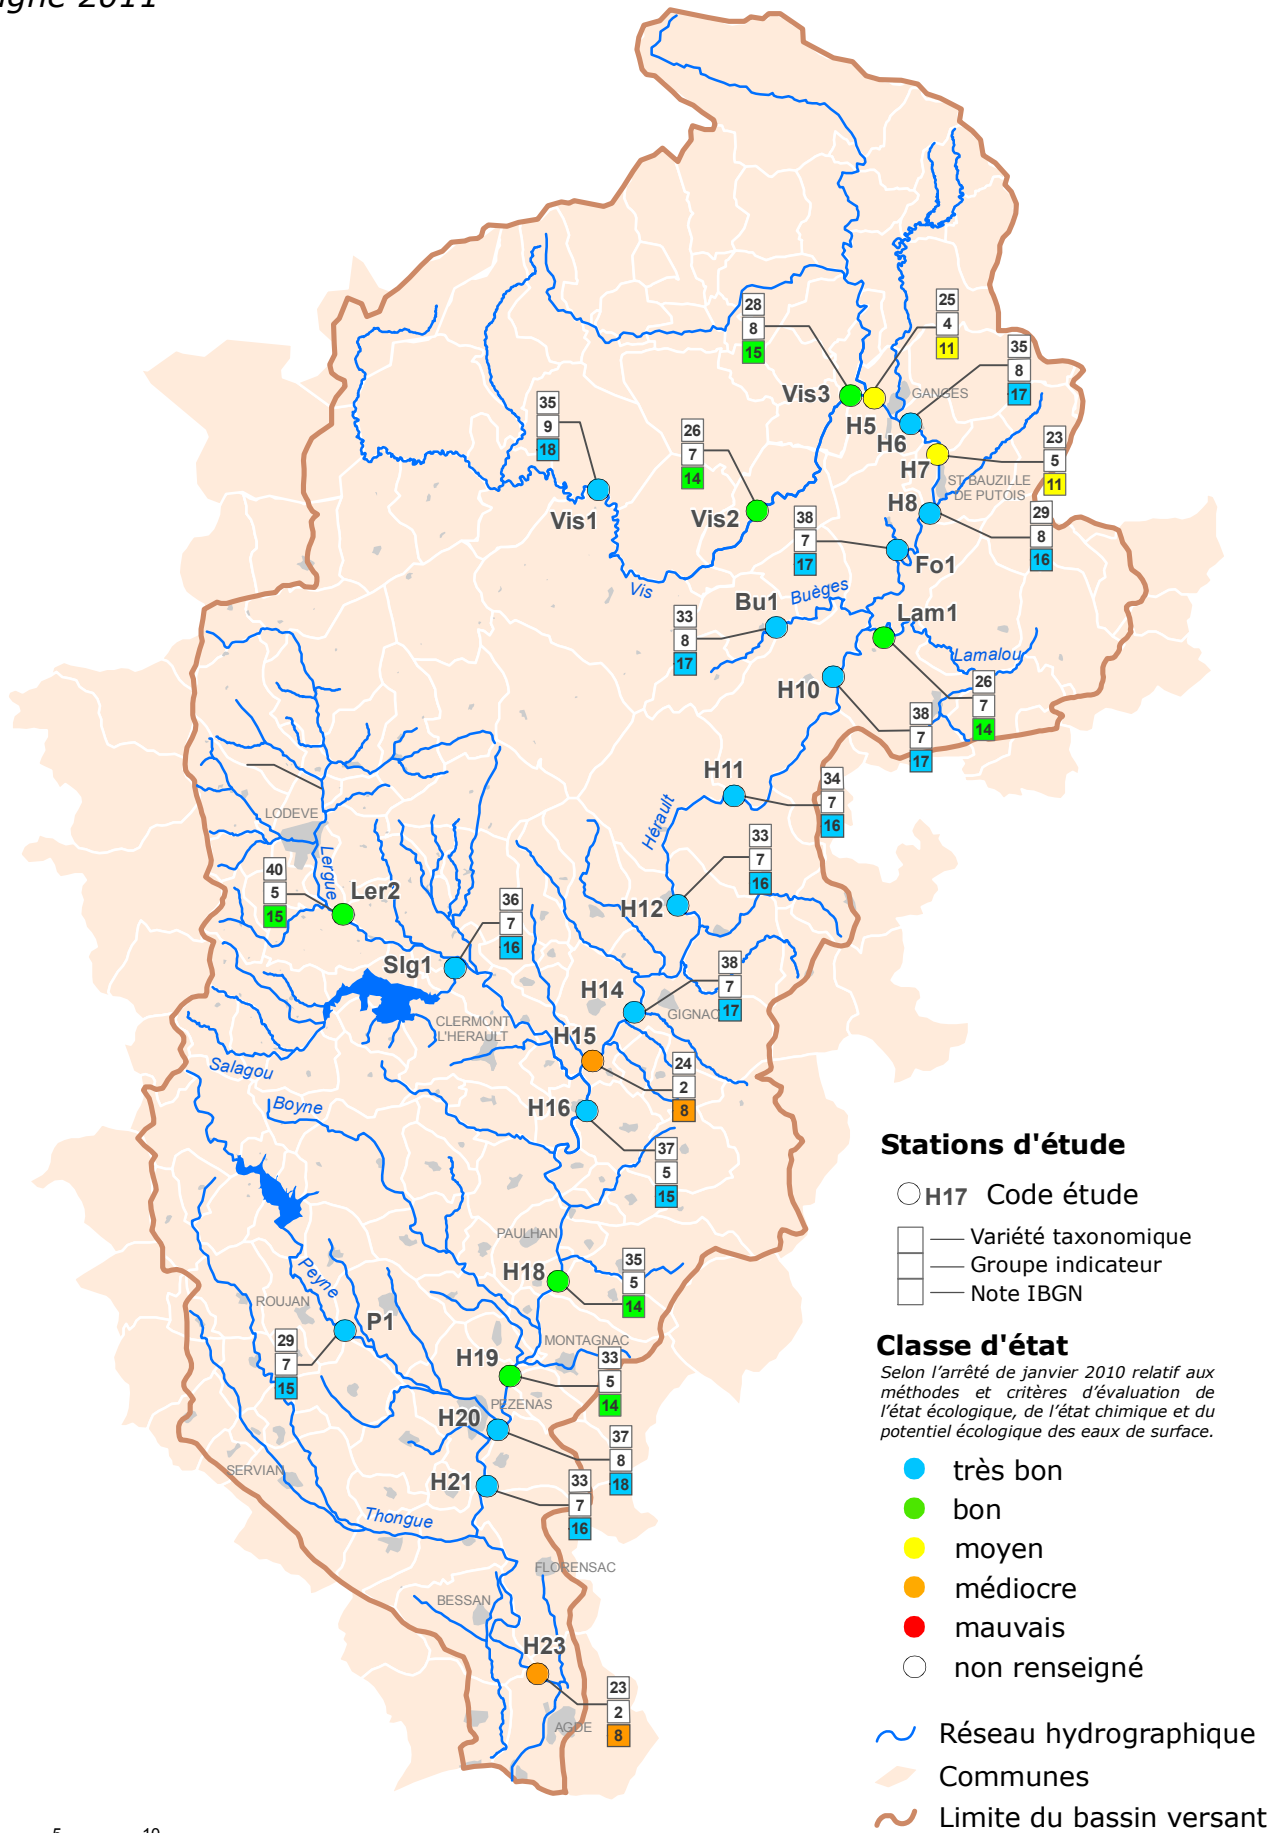 igne 2011
28
8
15
25
4
11
35
8
17
Vis3
GANGES
H5
H6
35
9
18
26
7
14
23
5
11
H7
ST BAUZILLE
DE PUTOIS
Vis1
Vis2
H8
38
7
17
29
8
16
Fo1
Vis
Bu1
Buèges
33
8
17
Lam1
Lamalou
H10
26
7
14
38
7
17
H11
34
7
16
LODEVE
Hérault
33
7
16
Lergue
40
5
15
Ler2
36
7
16
H12
Slg1
38
7
17
H14
GIGNAC
CLERMONT
L'HERAULT
H15
24
2
8
Salagou
Boyne
H16
37
5
15
PAULHAN
H18
35
5
14
Peyne
ROUJAN
P1
29
7
15
MONTAGNAC
H19
33
5
14
PEZENAS
H20
37
8
18
SERVIAN
H21
33
7
16
Thongue
FLORENSAC
BESSAN
H23
23
2
8
AGDE
Stations d'étude
H17 Code étude
Variété taxonomique
Groupe indicateur
Note IBGN
Classe d'état
Selon l'arrêté de janvier 2010 relatif aux
méthodes et critères d'évaluation de
l'état écologique, de l'état chimique et du
potentiel écologique des eaux de surface.
très bon
bon
moyen
médiocre
mauvais
non renseigné
Réseau hydrographique
Communes
Limite du bassin versant
5 10